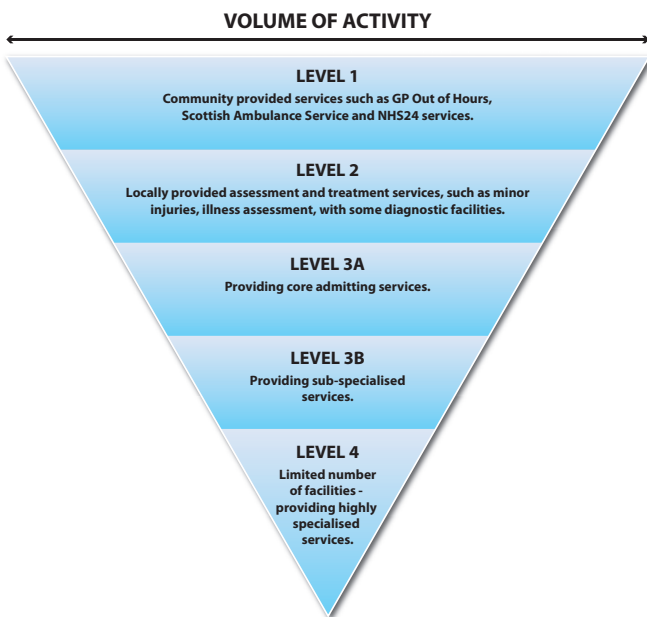 VOLUME OF ACTIVITY
LEVEL 1
Community provided services such as GP Out of Hours,
Scottish Ambulance Service and NHS24 services.
LEVEL 2
Locally provided assessment and treatment services, such as minor
injuries, illness assessment, with some diagnostic facilities.
LEVEL 3A
Providing core admitting services.
LEVEL 3B
Providing sub-specialised
services.
LEVEL 4
Limited number
of facilities -
providing highly
specialised
services.